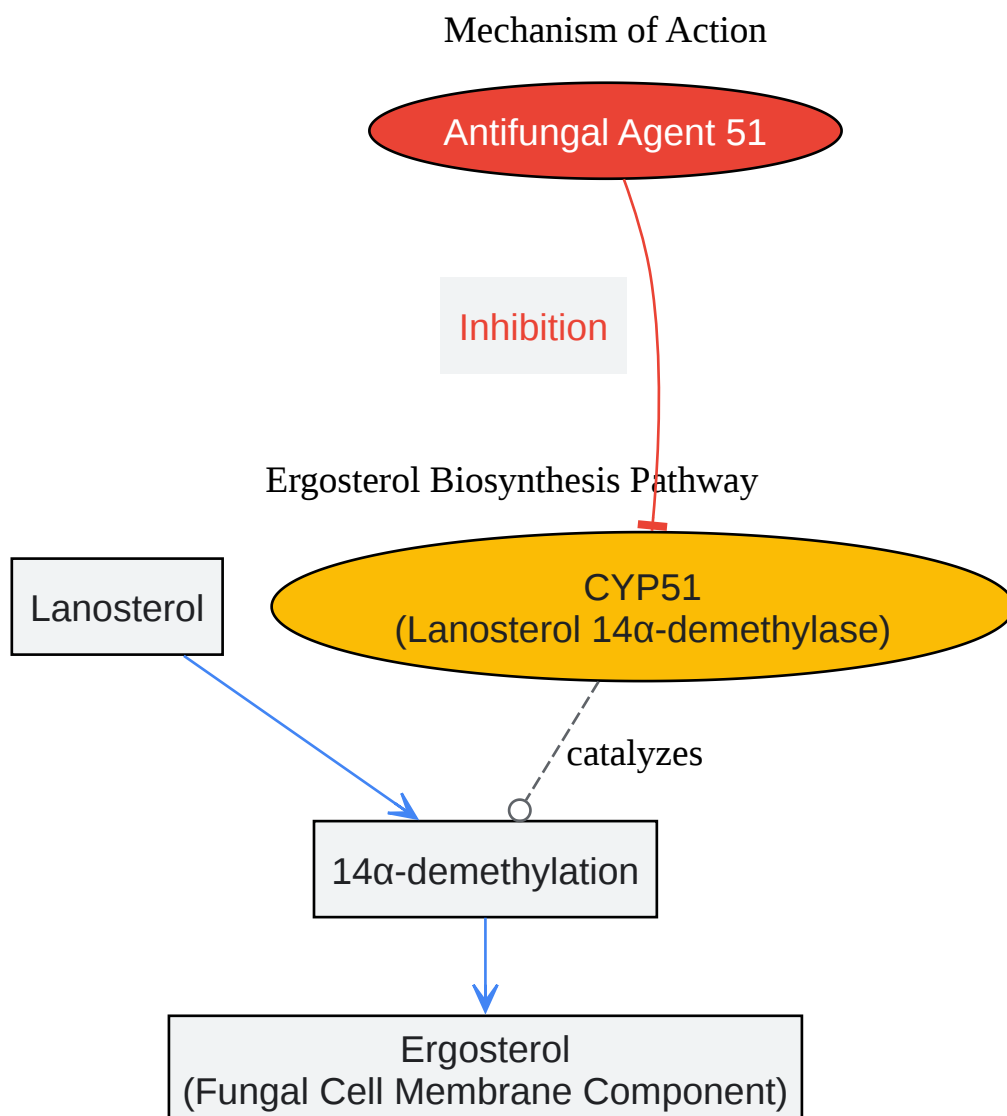 Mechanism of Action
Antifungal Agent 51
Inhibition
Ergosterol Biosynthesis Pathway
Lanosterol
CYP51
(Lanosterol 14α-demethylase)
catalyzes
14α-demethylation
Ergosterol
(Fungal Cell Membrane Component)